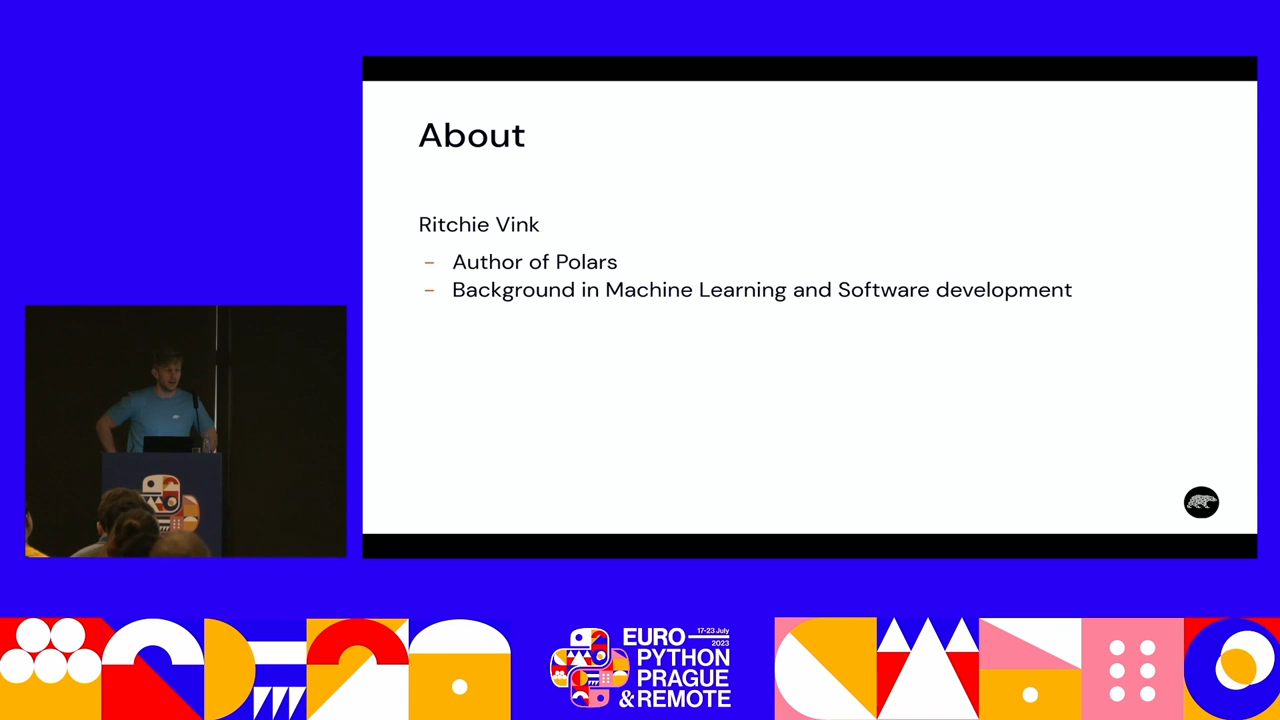 About
Ritchie Vink
– Author of Polars
– Background in Machine Learning and Software development
EURO
17-23 July
2023
PYTHON
PRAGUE
& REMOTE